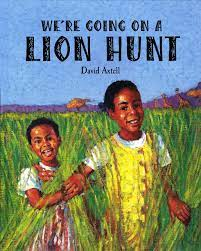 WE'RE GOING ON A
LION HUNT
David Axtell